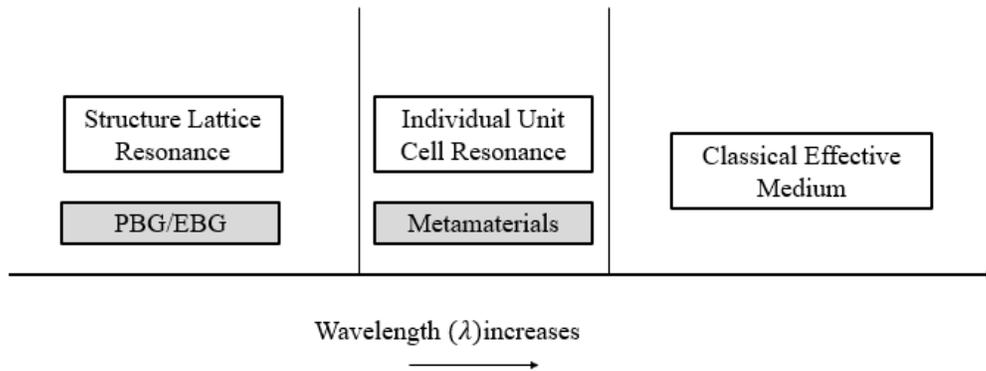 Structure Lattice
Resonance
PBG/EBG
Individual Unit
Cell Resonance
Metamaterials
Classical Effective
Medium
Wavelength (λ)increases